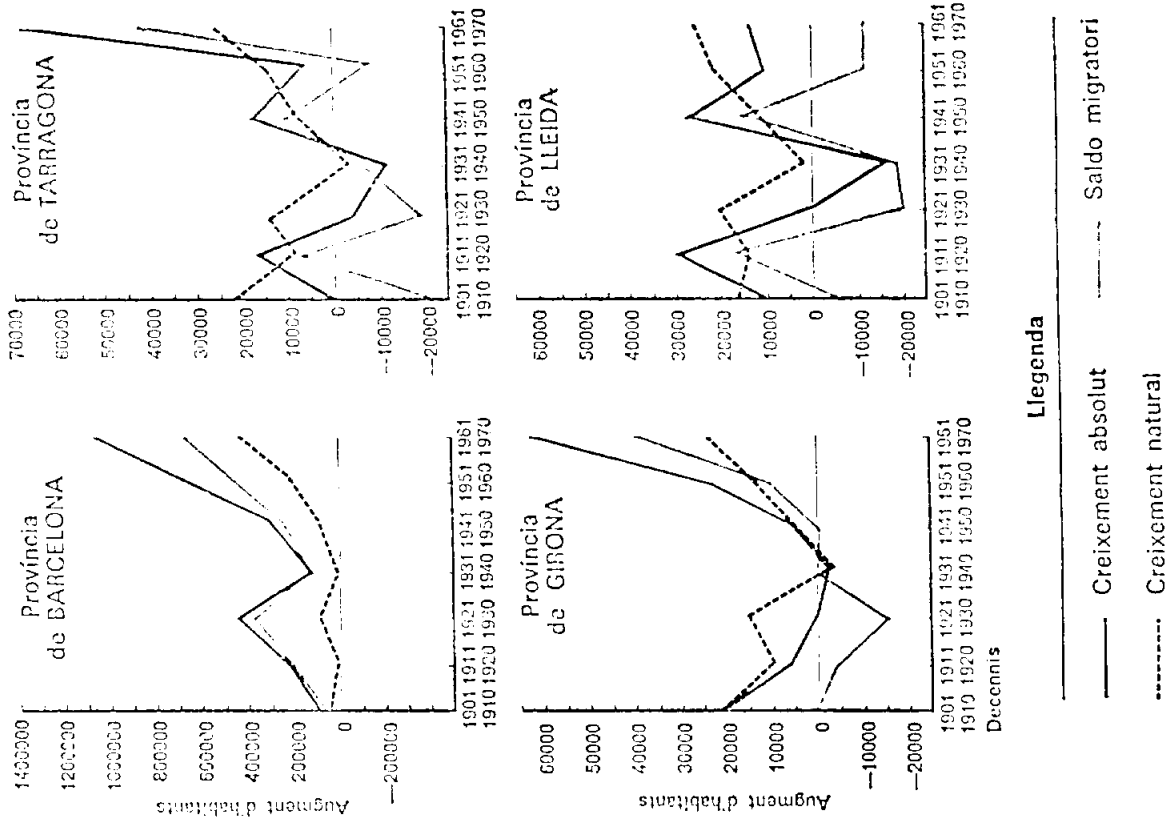 Província
de BARCELONA
1400000
1200000
1000000
800000
600000
400000
200000
0
--200000
Augment d'habitants
1901 1911 1921 1931 1941 1951 1961
1910 1920 1930 1940 1950 1960 1970
Província
de TARRAGONA
70000
50000
40000
30000
20000
10000
0
--10000
--20000
1901 1911 1921 1931 1941 1951 1961
1910 1920 1930 1940 1950 1960 1970
Província
de GIRONA
60000
50000
40000
30000
20000
10000
0
--10000
--20000
Augment d'habitants
1901 1911 1921 1931 1941 1951 1961
1910 1920 1930 1940 1950 1960 1970
Decennis
Província
de LLEIDA
60000
50000
40000
30000
20000
10000
0
--10000
--20000
1901 1911 1921 1931 1941 1951 1961
1910 1920 1930 1940 1950 1960 1970
Llegenda
Creixement absolut
Saldo migratori
Creixement natural